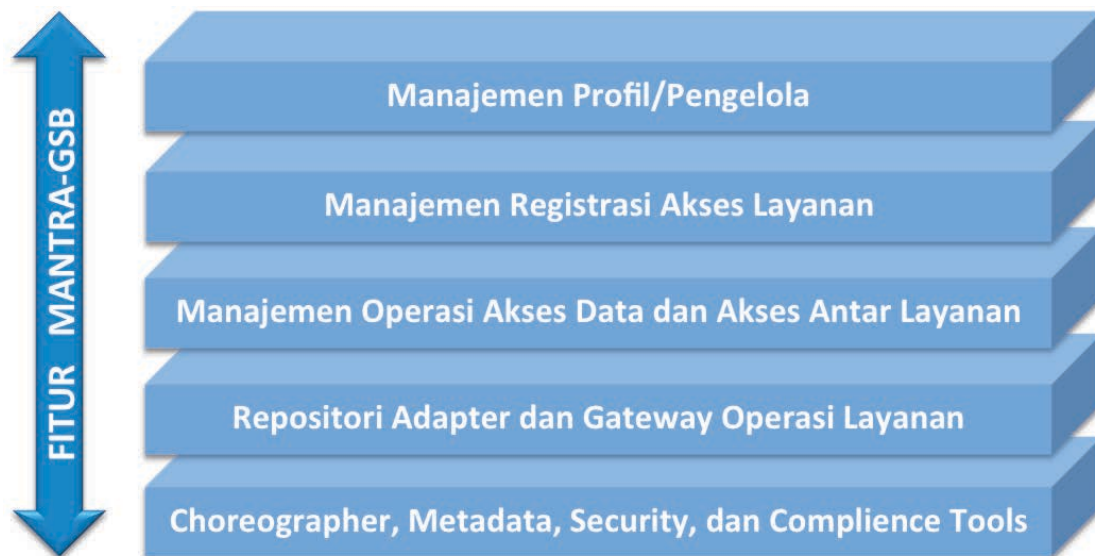 FITUR MANTRA-GSB
Manajemen Profil/Pengelola
Manajemen Registrasi Akses Layanan
Manajemen Operasi Akses Data dan Akses Antar Layanan
Repositori Adapter dan Gateway Operasi Layanan
Choreographer, Metadata, Security, dan Complience Tools